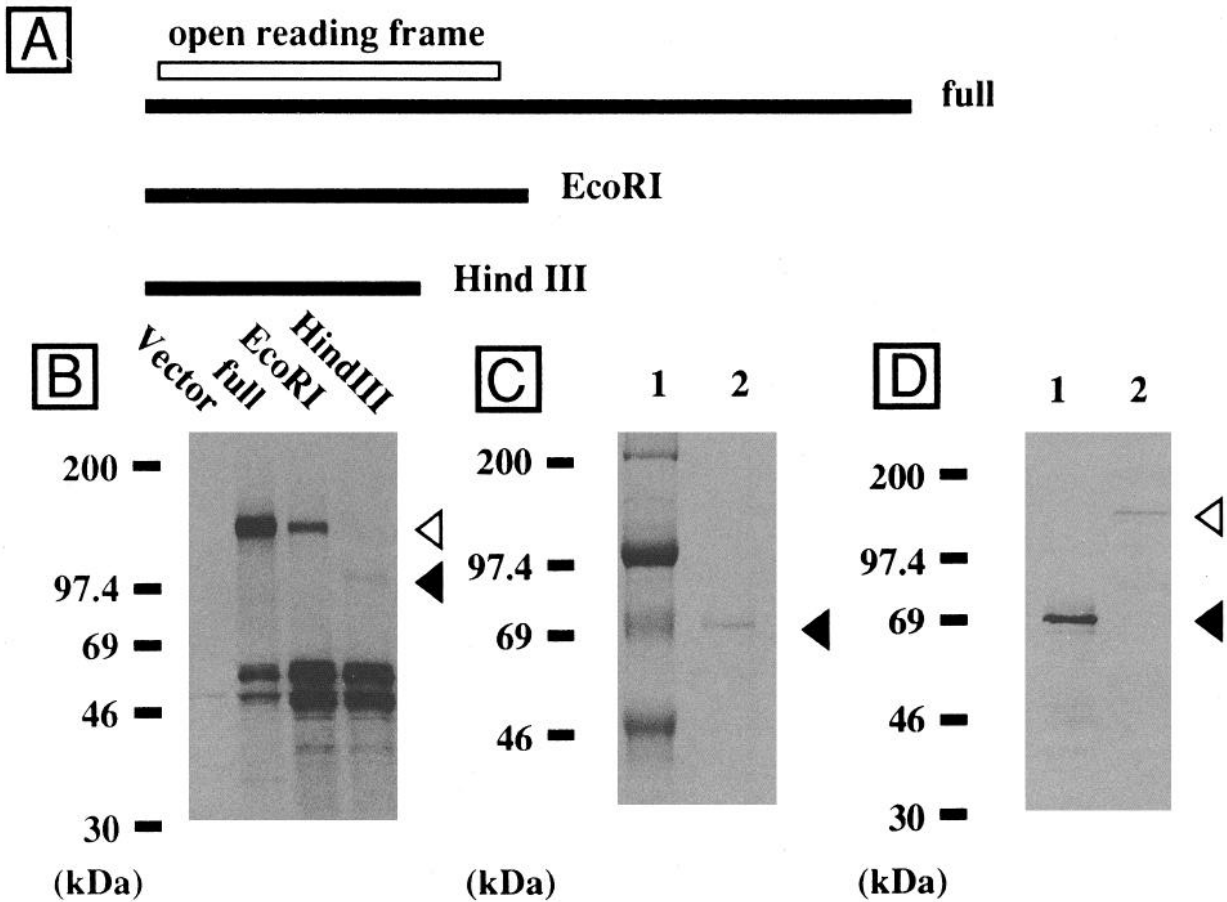 A
open reading frame
full
EcoRI
Hind III
B
Vector
full
EcoRI
HindIII
200
97.4
69
46
30
(kDa)
C
1 2
200
97.4
69
46
(kDa)
D
1 2
200
97.4
69
46
30
(kDa)